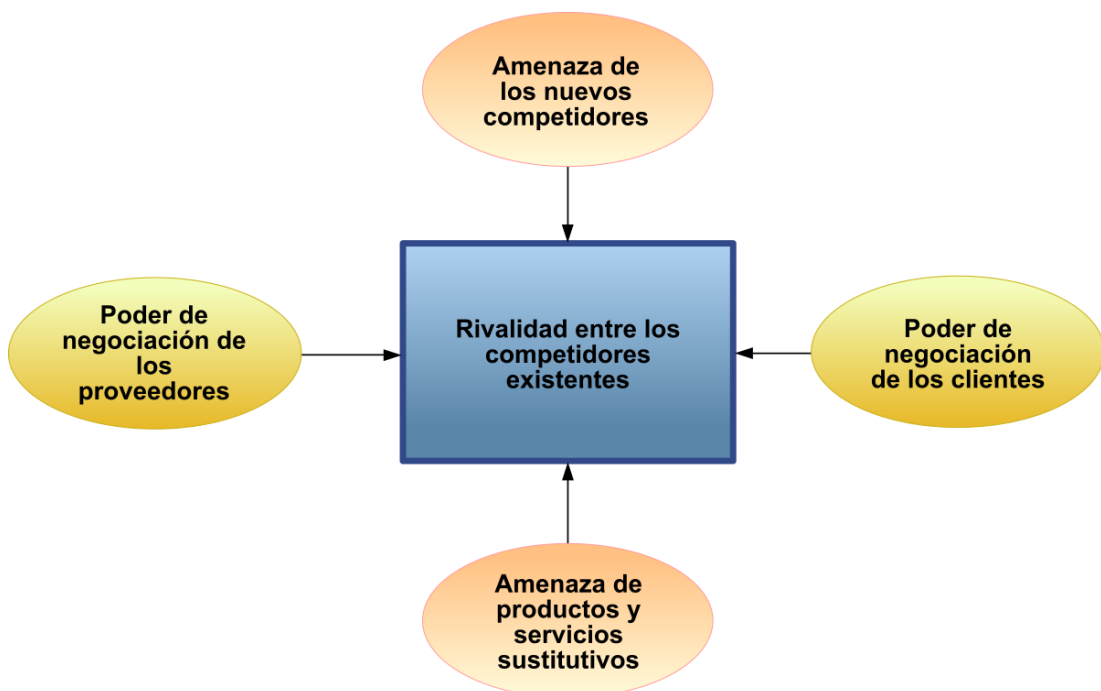 Amenaza de
los nuevos
competidores
Poder de
negociación de
los
proveedores
Rivalidad entre los
competidores
existentes
Poder de
negociación
de los clientes
Amenaza de
productos y
servicios
sustitutivos